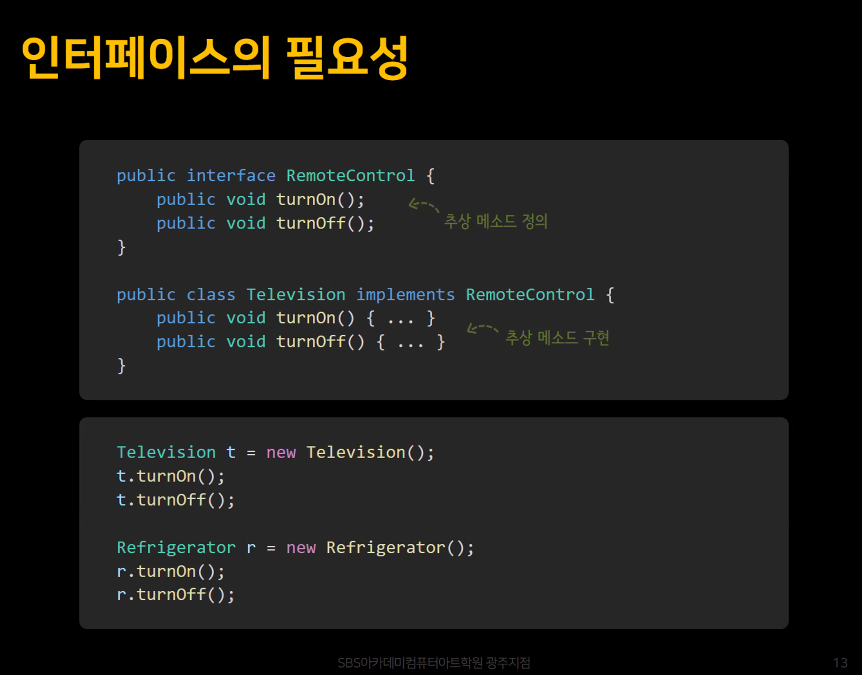 인터페이스의 필요성
public interface RemoteControl {
    public void turnOn();
    public void turnOff();
추상 메소드 정의
}
public class Television implements RemoteControl {
    public void turnOn() { ... }
    public void turnOff() { ... }
추상 메소드 구현
}
Television t = new Television();
t.turnOn();
t.turnOff();
Refrigerator r = new Refrigerator();
r.turnOn();
r.turnOff();
SBS아카데미컴퓨터아트학원 광주지점
13